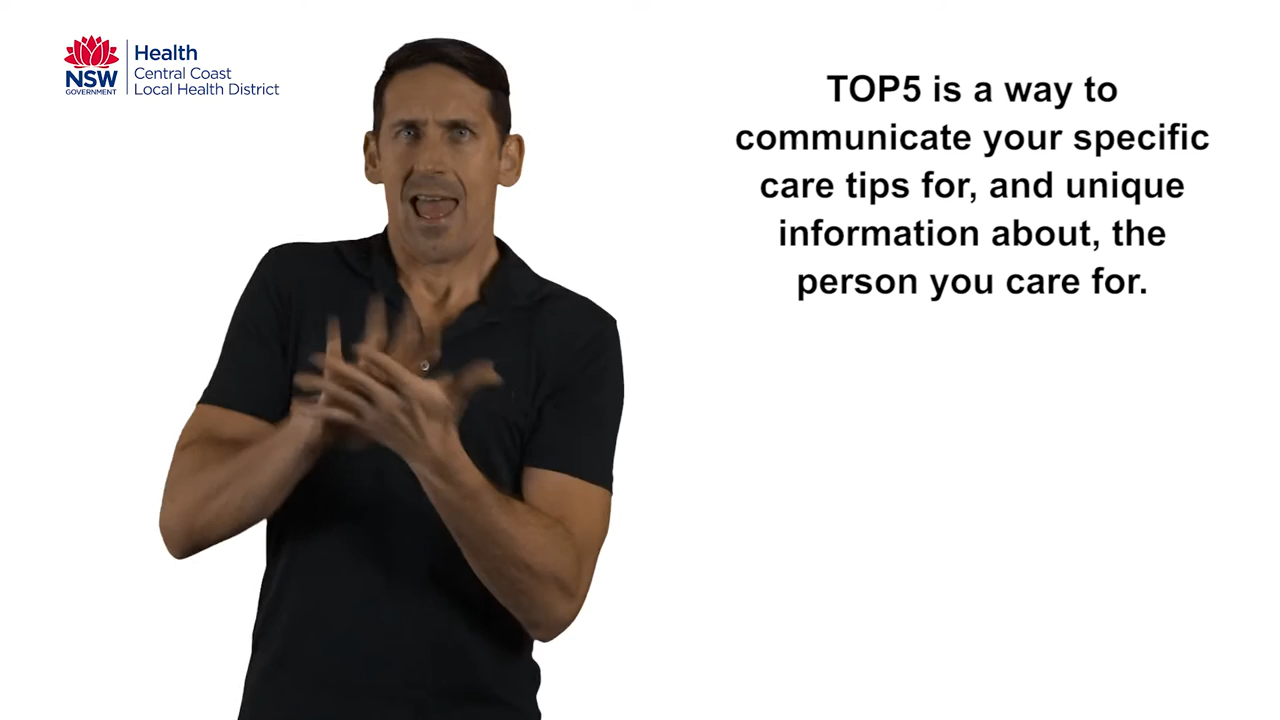 Health
Central Coast
Local Health District
NSW
GOVERNMENT
TOP5 is a way to
communicate your specific
care tips for, and unique
information about, the
person you care for.